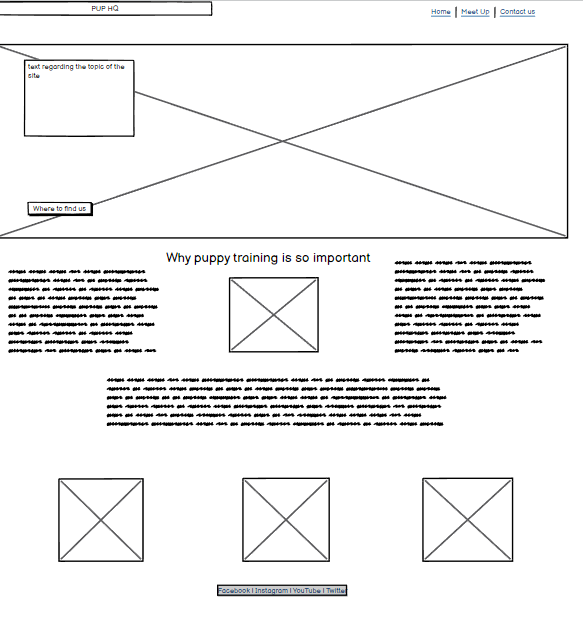 PUP HQ
Home | Meet Up | Contact us
text regarding the topic of the
site
Where to find us
Why puppy training is so important
Facebook | Instagram | YouTube | Twitter